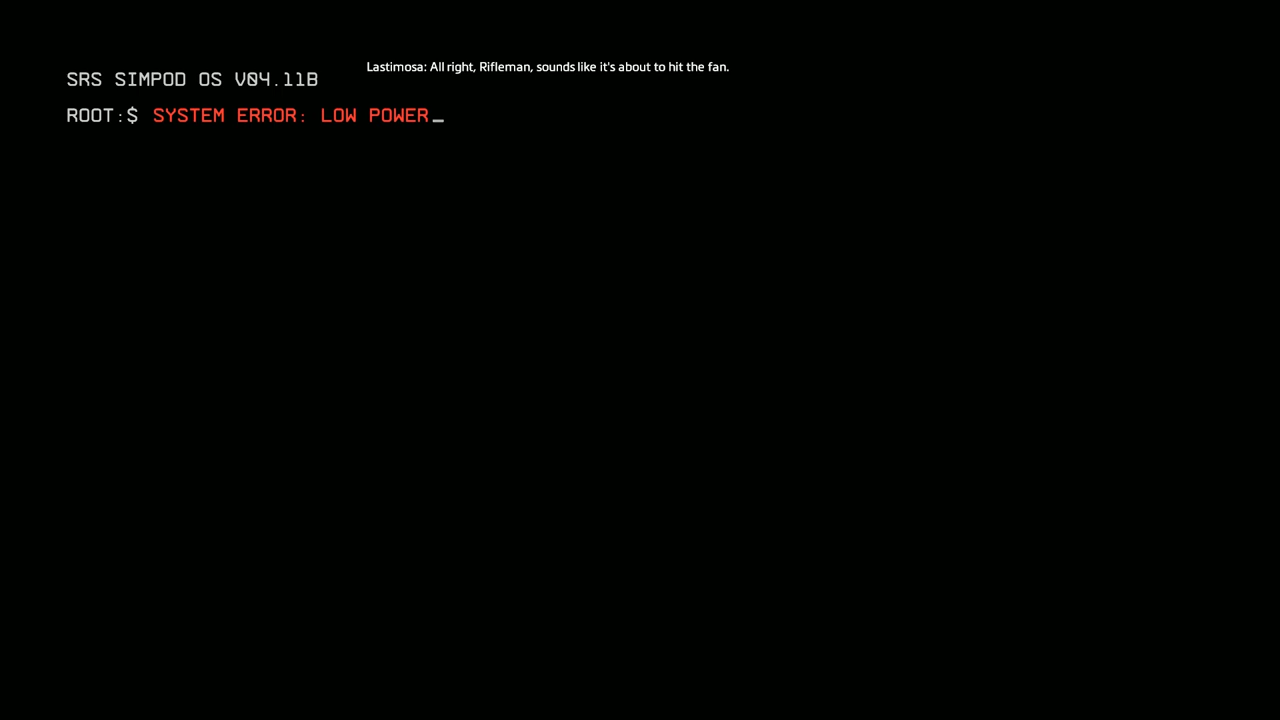 Lastimosa: All right, Rifleman, sounds like it's about to hit the fan.
SRS SIMPOD OS V04.11B
ROOT:$ SYSTEM ERROR: LOW POWER_